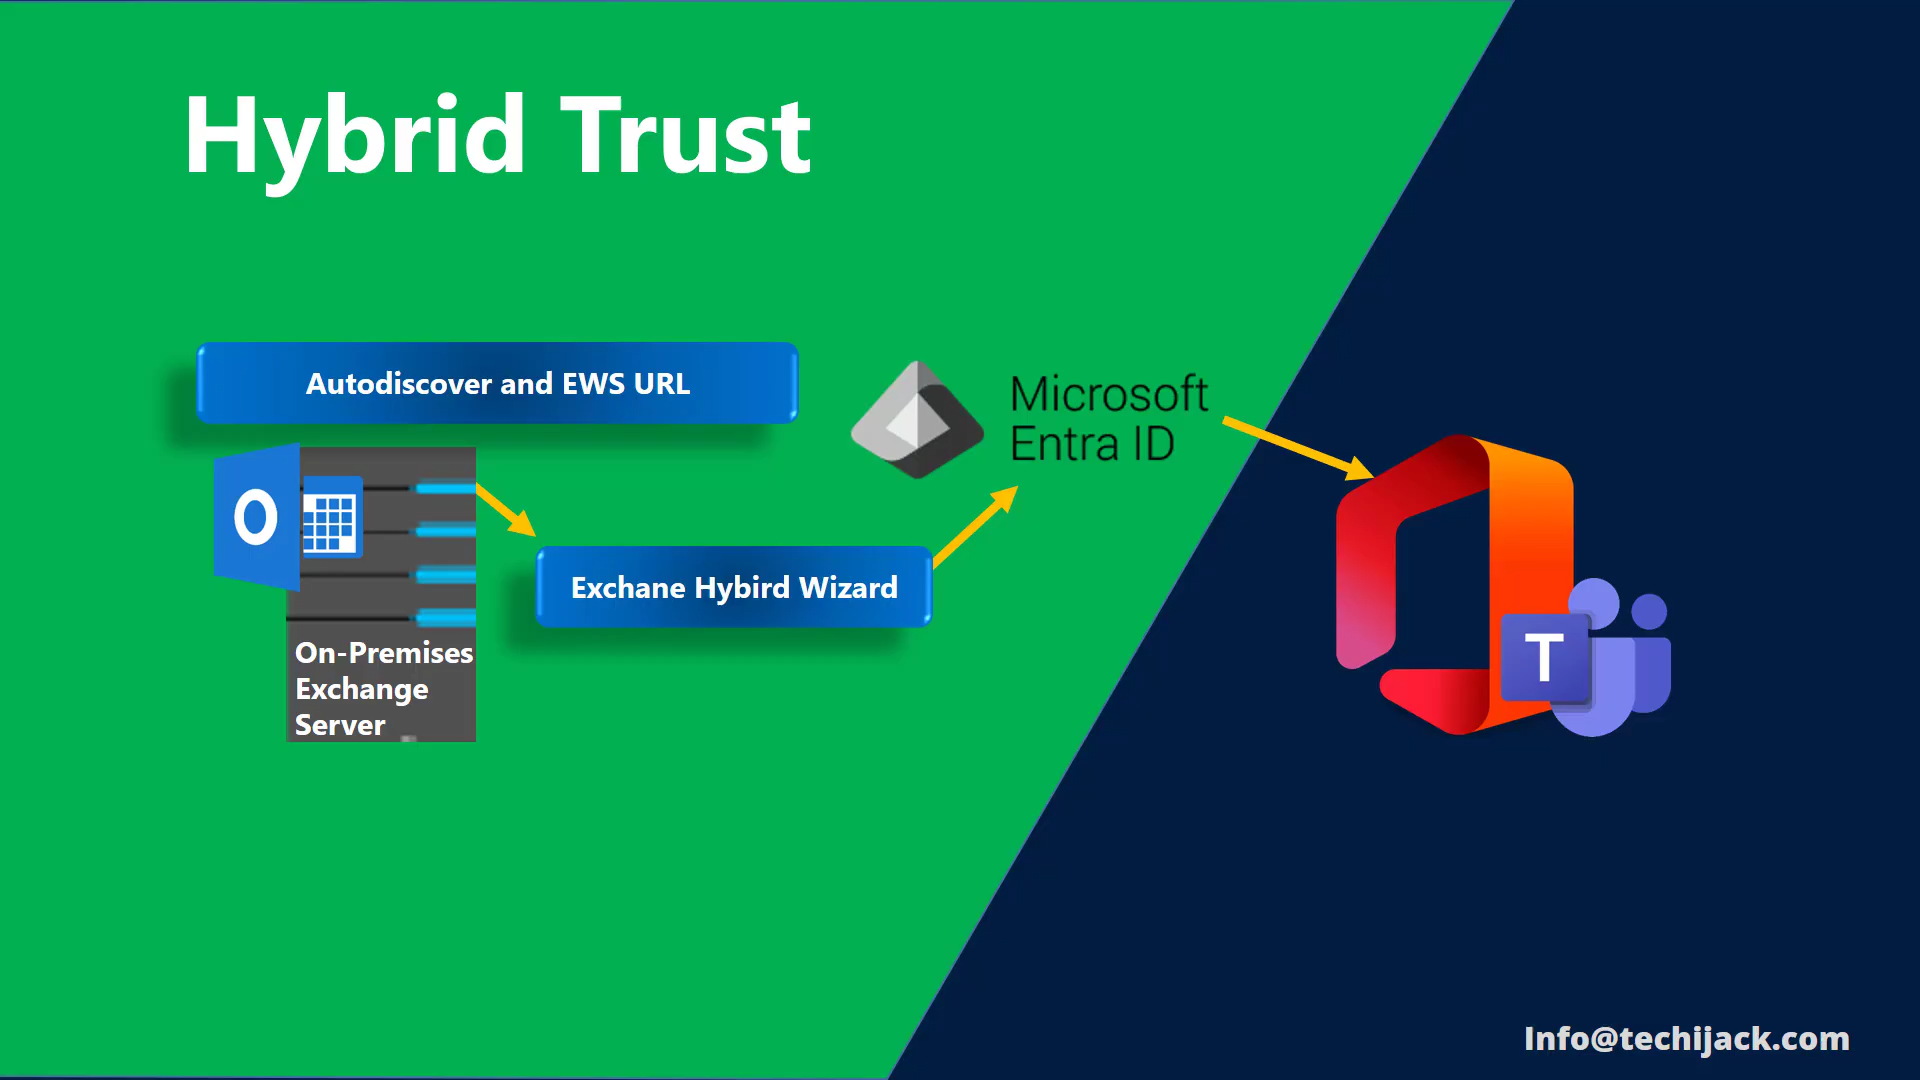 Hybrid Trust
Autodiscover and EWS URL
Microsoft
Entra ID
O
Exchane Hybird Wizard
On-Premises
Exchange
Server
T
Info@techijack.com